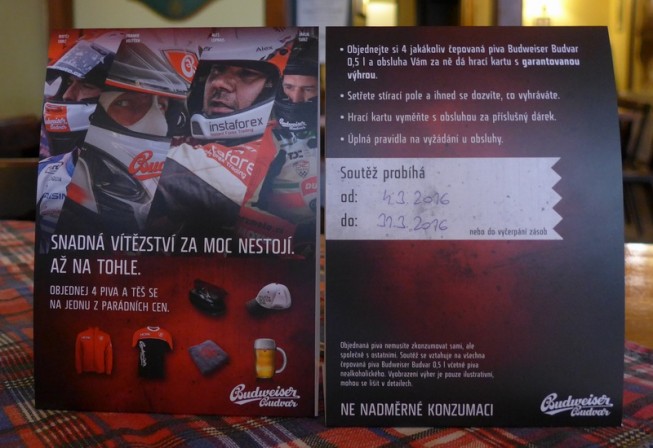 instaforex
SNADNÁ VÍTĚZSTVÍ ZA MOC NESTOJÍ.
AŽ NA TOHLE.
OBJEDNEJ 4 PIVA A TĚŠ SE
NA JEDNU Z PARÁDNÍCH CEN.
Budweiser
Budvar
• Objednejte si 4 jakákoliv čepovaná piva Budweiser Budvar
0,5 l a obsluha Vám za ně dá hrací kartu s garantovanou
výhrou.
• Setřete stírací pole a ihned se dozvíte, co vyhráváte.
• Hrací kartu vyměňte s obsluhou za příslušný dárek.
• Úplná pravidla na vyžádání u obsluhy.
Soutěž probíhá
od: 4.3. 2016
do: 31.3. 2016
nebo do vyčerpání zásob
Objednaná piva nemusíte zkonzumovat sami, ale
společně s ostatními. Soutěž se vztahuje na všechna
čepovaná piva Budweiser Budvar 0,5 l včetně piva
nealkoholického. Vyobrazení výher je pouze ilustrativní,
mohou se lišit v detailech.
NE NADMĚRNÉ KONZUMACI
Budweiser
Budvar